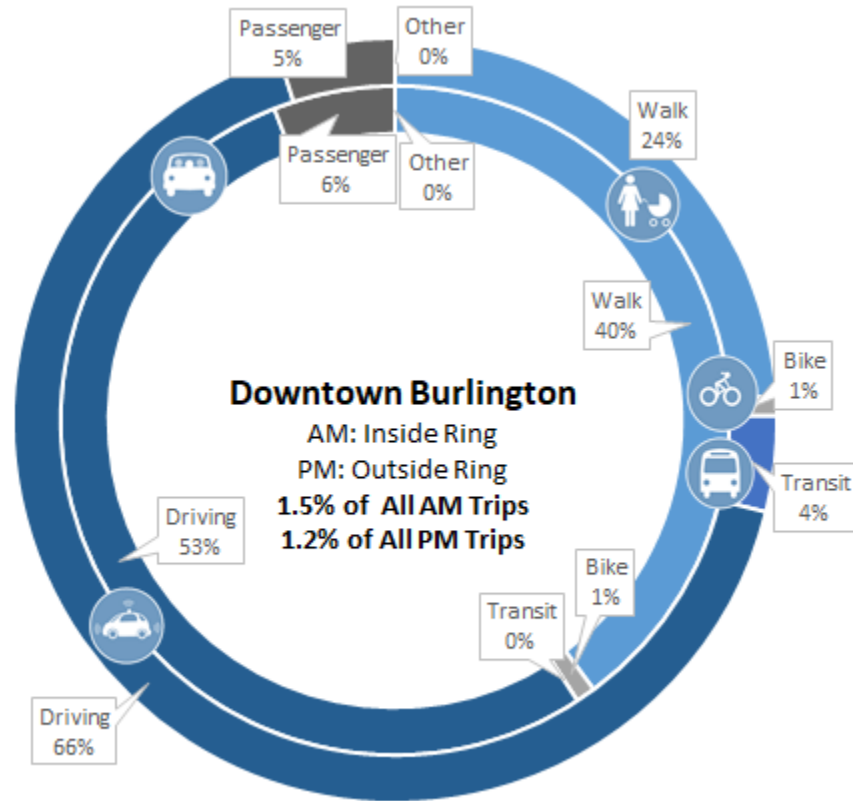 Passenger
5%
Other
0%
Walk
24%
Passenger
6%
Other
0%
Walk
40%
Bike
1%
Downtown Burlington
AM: Inside Ring
PM: Outside Ring
1.5% of All AM Trips
1.2% of All PM Trips
Transit
4%
Driving
53%
Bike
1%
Transit
0%
Driving
66%